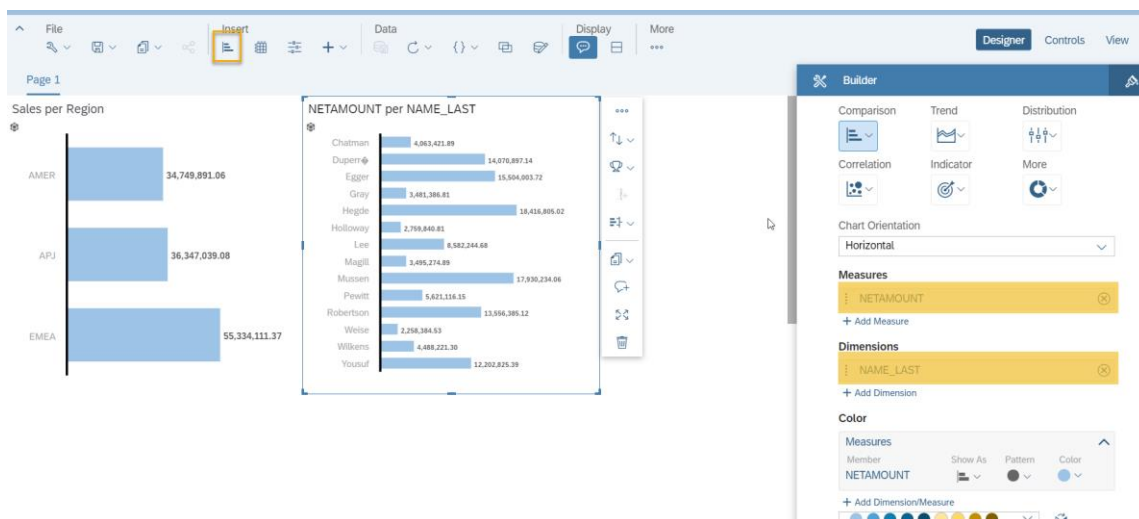 File Insert Data Display More
Designer Controls View
Page 1
Builder
Sales per Region
AMER 34,749,891.06
APJ 36,347,039.08
EMEA 55,334,111.37
NETAMOUNT per NAME_LAST
Chatman 4,063,421.89
Duperr� 14,070,897.14
Egger 15,504,003.72
Gray 3,481,386.81
Hegde 18,416,805.02
Holloway 2,759,840.81
Lee 8,582,244.68
Magill 3,495,274.89
Mussen 17,930,234.06
Pewitt 5,621,116.15
Robertson 13,556,385.12
Weise 2,258,384.53
Wilkens 4,488,221.30
Yousuf 12,202,825.39
Comparison Trend Distribution
Correlation Indicator More
Chart Orientation
Horizontal
Measures
NETAMOUNT
+ Add Measure
Dimensions
NAME_LAST
+ Add Dimension
Color
Measures
Member Show As Pattern Color
NETAMOUNT
+ Add Dimension/Measure